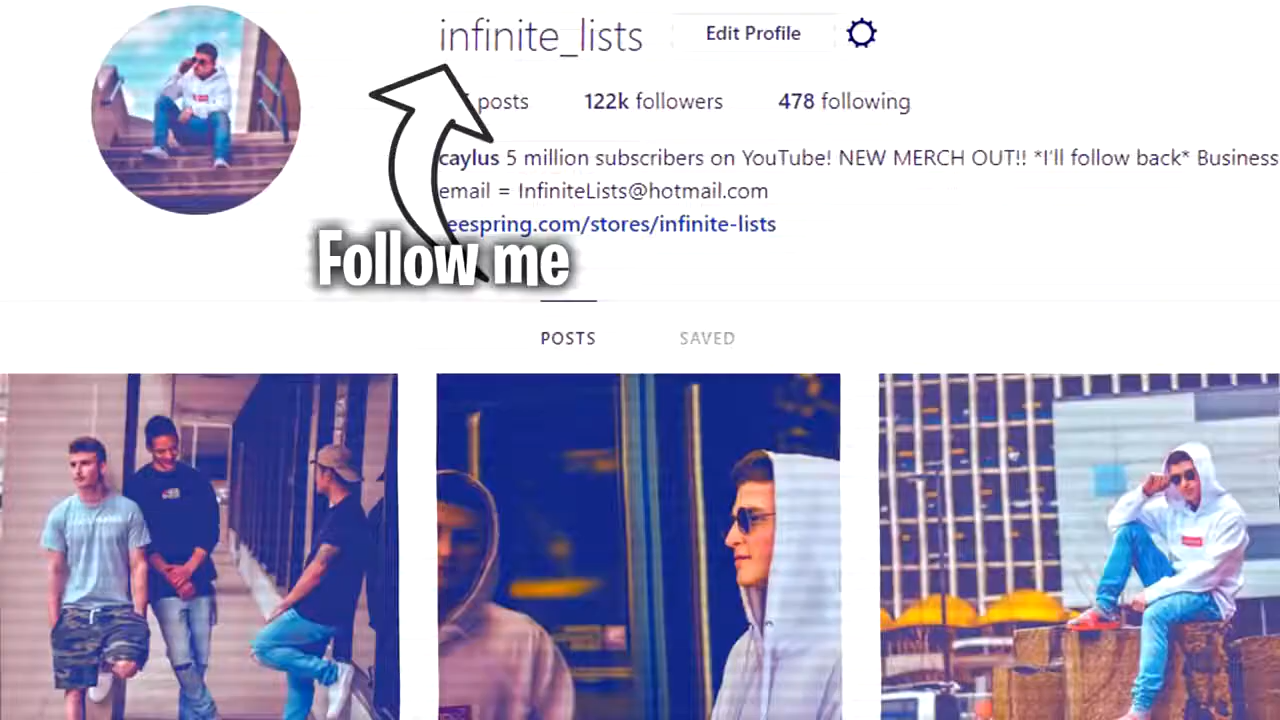 infinite_lists
Edit Profile
posts
122k followers
478 following
caylus 5 million subscribers on YouTube! NEW MERCH OUT!! *I'll follow back* Business
email = InfiniteLists@hotmail.com
eespring.com/stores/infinite-lists
Follow me
POSTS
SAVED